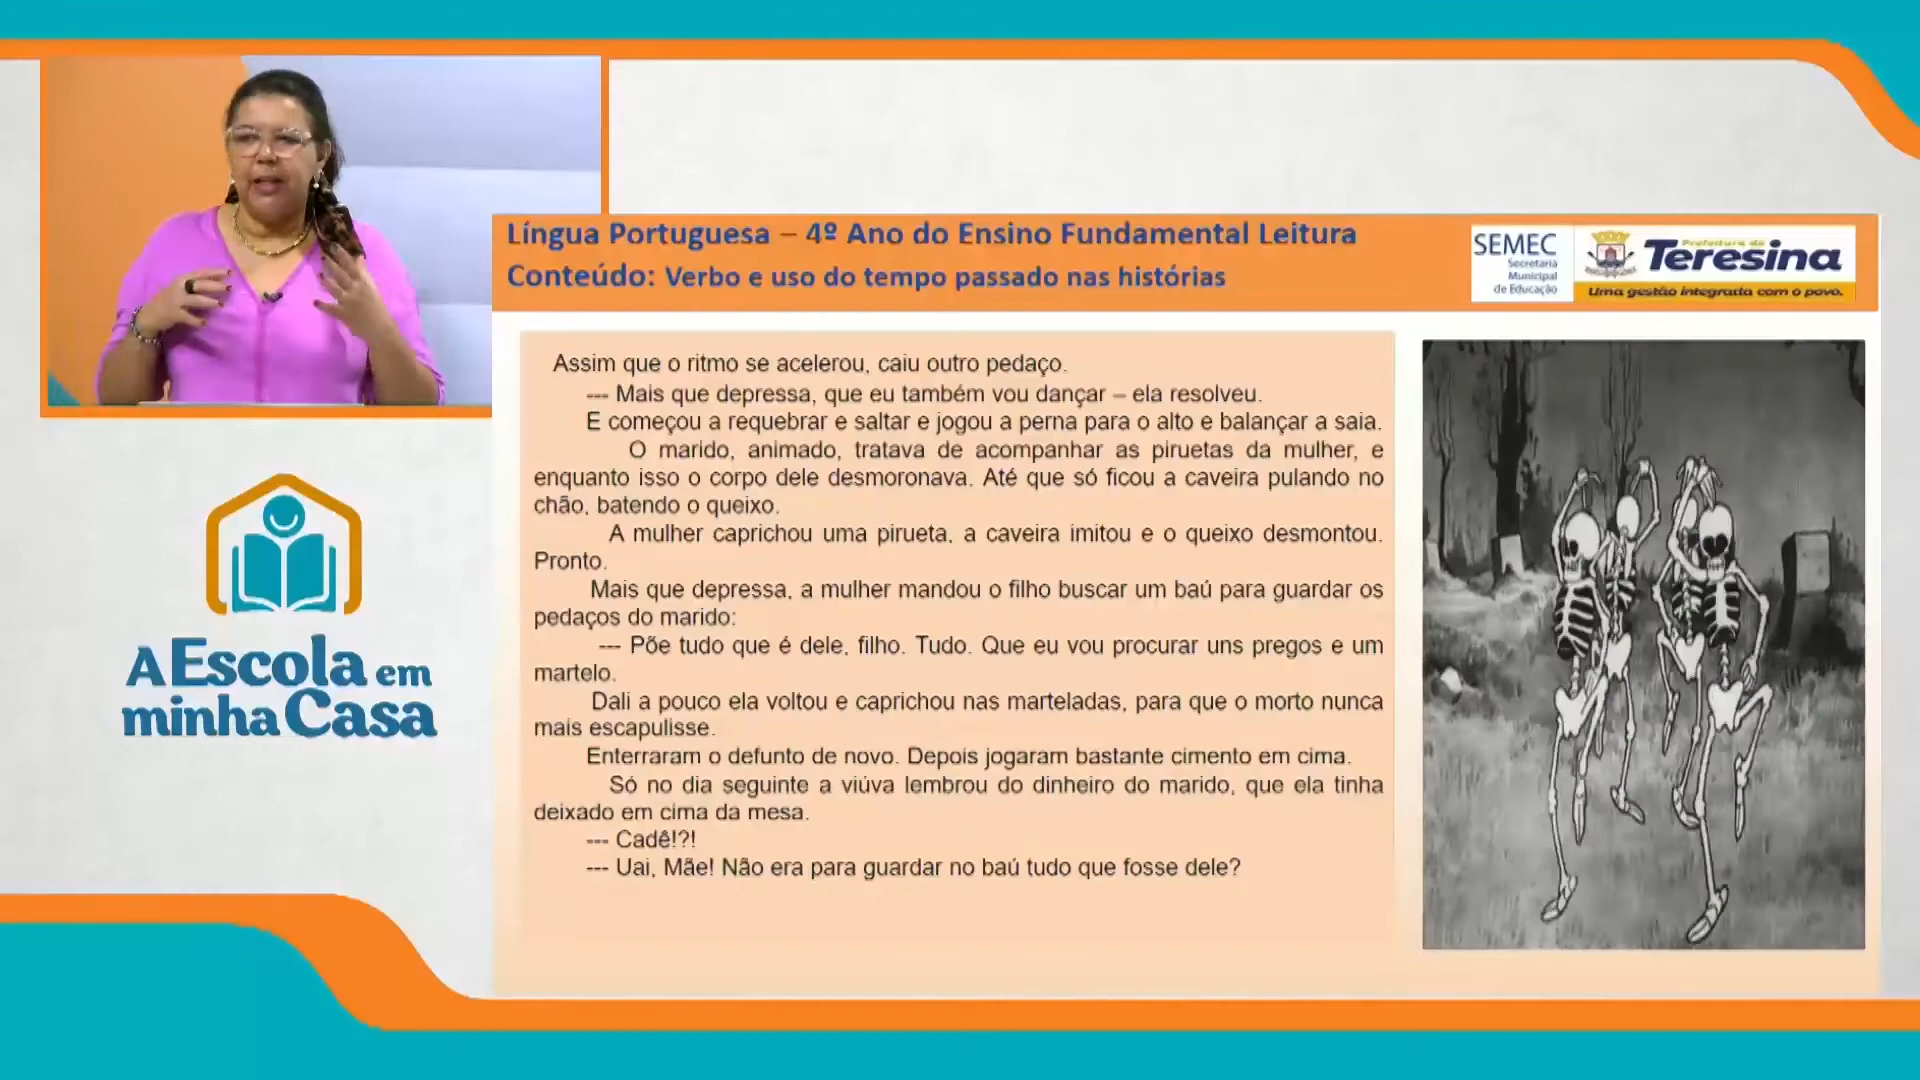 Língua Portuguesa – 4º Ano do Ensino Fundamental Leitura
Conteúdo: Verbo e uso do tempo passado nas histórias
SEMEC
Secretaria
Municipal
de Educação
Prefeitura de
Teresina
Uma gestão integrada com o povo.
Assim que o ritmo se acelerou, caiu outro pedaço.
--- Mais que depressa, que eu também vou dançar – ela resolveu.
E começou a requebrar e saltar e jogou a perna para o alto e balançar a saia.
O marido, animado, tratava de acompanhar as piruetas da mulher, e
enquanto isso o corpo dele desmoronava. Até que só ficou a caveira pulando no
chão, batendo o queixo.
A mulher caprichou uma pirueta, a caveira imitou e o queixo desmontou.
Pronto.
Mais que depressa, a mulher mandou o filho buscar um baú para guardar os
pedaços do marido:
--- Põe tudo que é dele, filho. Tudo. Que eu vou procurar uns pregos e um
martelo.
Dali a pouco ela voltou e caprichou nas marteladas, para que o morto nunca
mais escapulisse.
Enterraram o defunto de novo. Depois jogaram bastante cimento em cima.
Só no dia seguinte a viúva lembrou do dinheiro do marido, que ela tinha
deixado em cima da mesa.
--- Cadê!?!
--- Uai, Mãe! Não era para guardar no baú tudo que fosse dele?
A Escola em
minha Casa